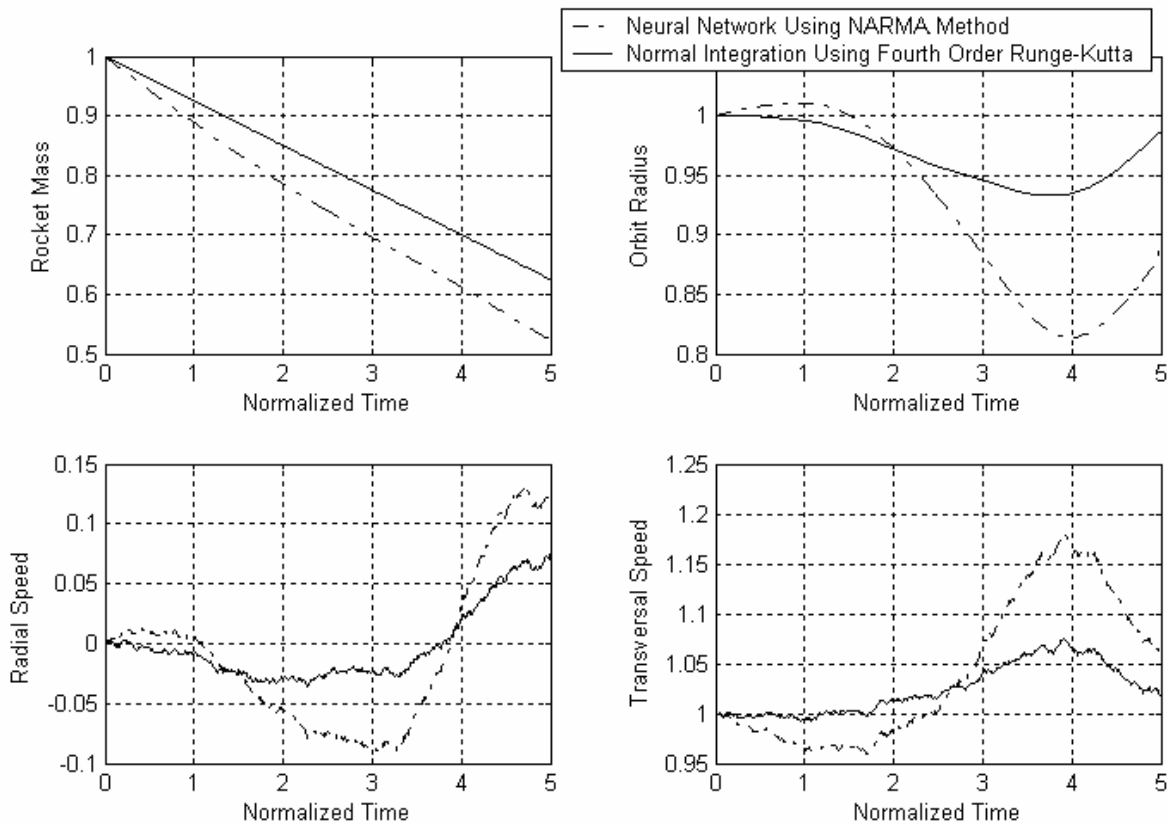 Neural Network Using NARMA Method
Normal Integration Using Fourth Order Runge-Kutta
1
0.9
0.8
0.7
0.6
0.5
Rocket Mass
0 1 2 3 4 5
Normalized Time
1
0.95
0.9
0.85
0.8
Orbit Radius
0 1 2 3 4 5
Normalized Time
0.15
0.1
0.05
0
-0.05
-0.1
Radial Speed
0 1 2 3 4 5
Normalized Time
1.25
1.2
1.15
1.1
1.05
1
0.95
Transversal Speed
0 1 2 3 4 5
Normalized Time